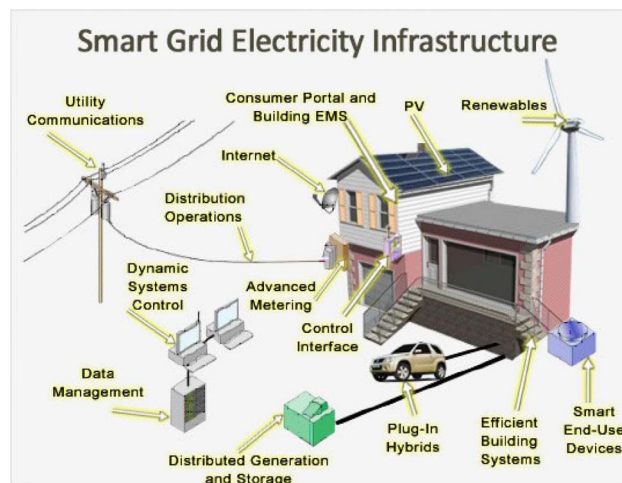 Smart Grid Electricity Infrastructure
Utility
Communications
Consumer Portal and
Building EMS
PV
Renewables
Internet
Distribution
Operations
Dynamic
Systems
Control
Advanced
Metering
Control
Interface
Data
Management
Distributed Generation
and Storage
Plug-In
Hybrids
Efficient
Building
Systems
Smart
End-Use
Devices